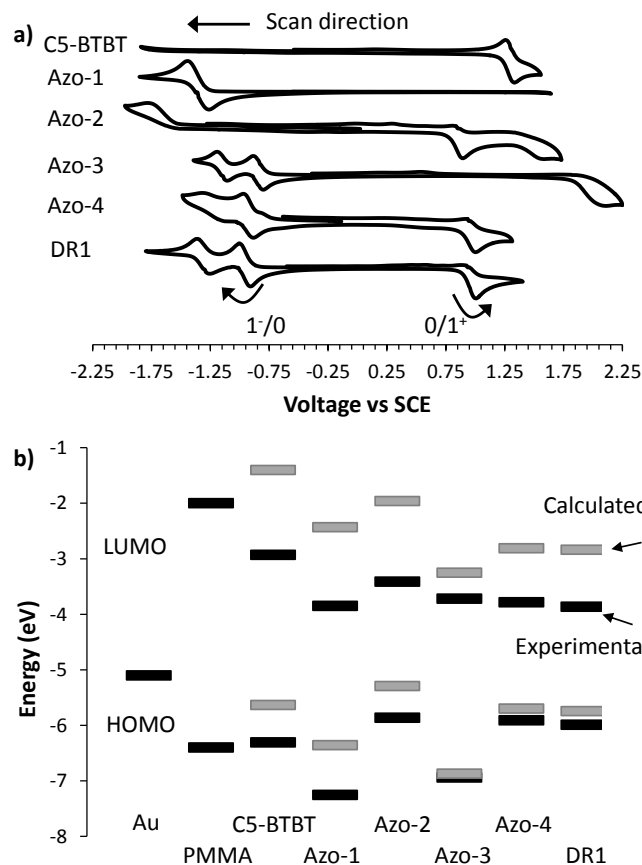 a)
Scan direction
C5-BTBT
Azo-1
Azo-2
Azo-3
Azo-4
DR1
1⁻/0
0/1⁺
-2.25 -1.75 -1.25 -0.75 -0.25 0.25 0.75 1.25 1.75 2.25
Voltage vs SCE
b)
-1
-2
-3
-4
-5
-6
-7
-8
Energy (eV)
LUMO
HOMO
Calculated
Experimenta
Au
PMMA
C5-BTBT
Azo-1
Azo-2
Azo-3
Azo-4
DR1